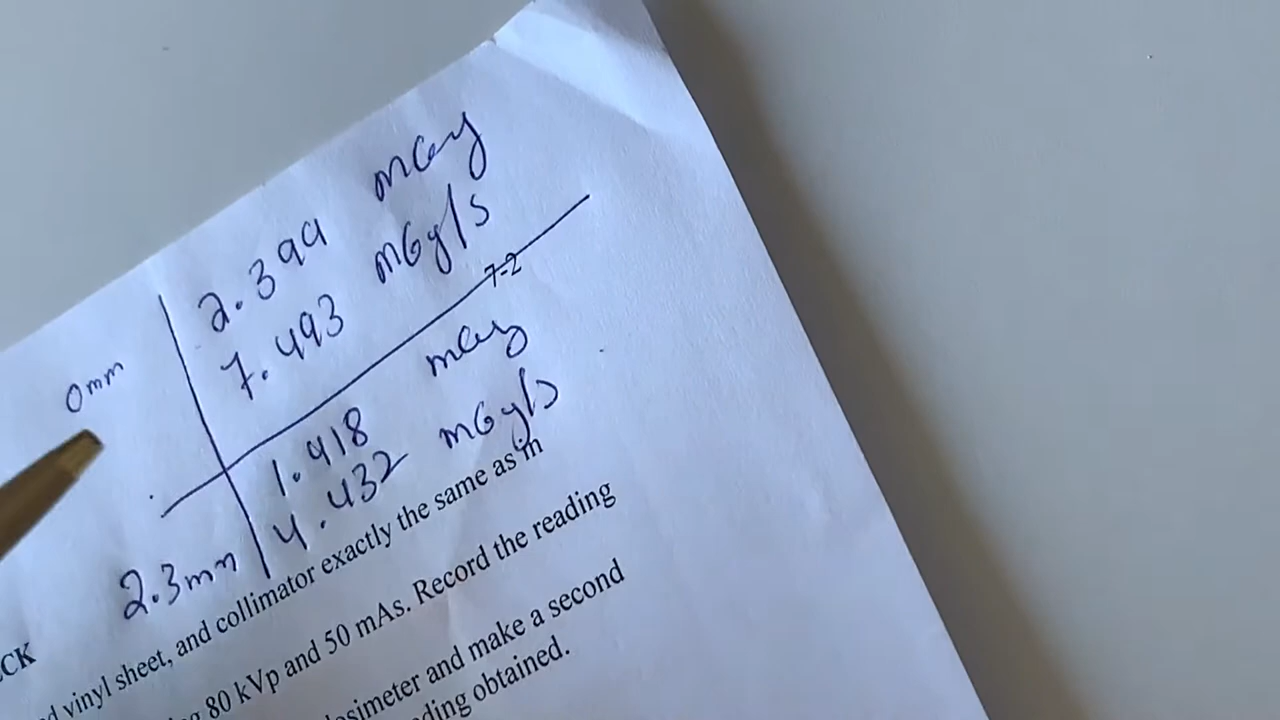 2.399 mGy
0mm 7.493 mGy/s
7-2
1.418 mGy
2.3mm 4.432 mGy/s
CK
vinyl sheet, and collimator exactly the same as in
80 kVp and 50 mAs. Record the reading
and make a second
obtained.